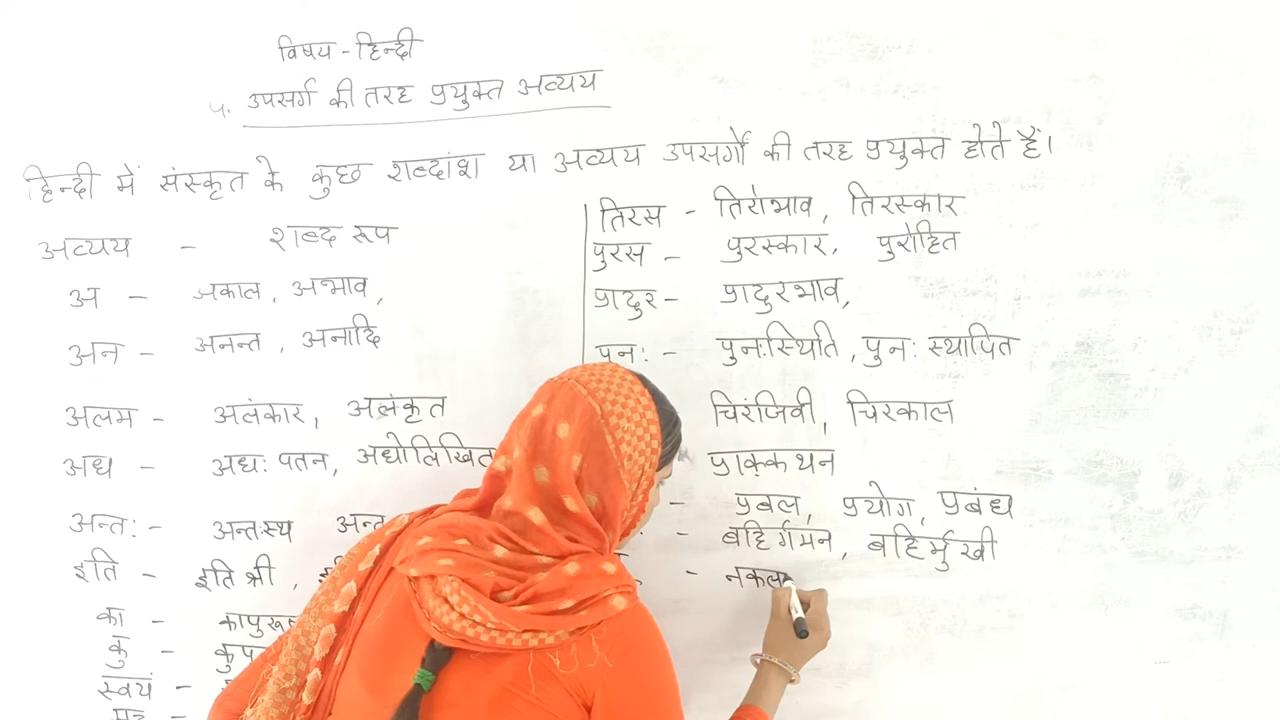 विषय - हिन्दी
५. उपसर्ग की तरह प्रयुक्त अव्यय
हिन्दी में संस्कृत के कुछ शब्दांश या अव्यय उपसर्गों की तरह प्रयुक्त होते हैं।
अव्यय - शब्द रूप
अ - अकाल, अभाव,
अन - अनन्त, अनादि
अलम - अलंकार, अलंकृत
अध - अधः पतन, अधोलिखित
अन्तः - अन्तःस्थ अन्त
इति - इति श्री,
का - कापुरूष
कु - कुप
स्वयं -
तिरस - तिरोभाव, तिरस्कार
पुरस - पुरस्कार, पुरोहित
प्रादुर - प्रादुरभाव,
पुनः - पुनःस्थिति, पुनः स्थापित
चिरंजिवी, चिरकाल
प्राक्कथन
- प्रबल, प्रयोग, प्रबंध
- बहिर्गमन, बहिर्मुखी
- नकल